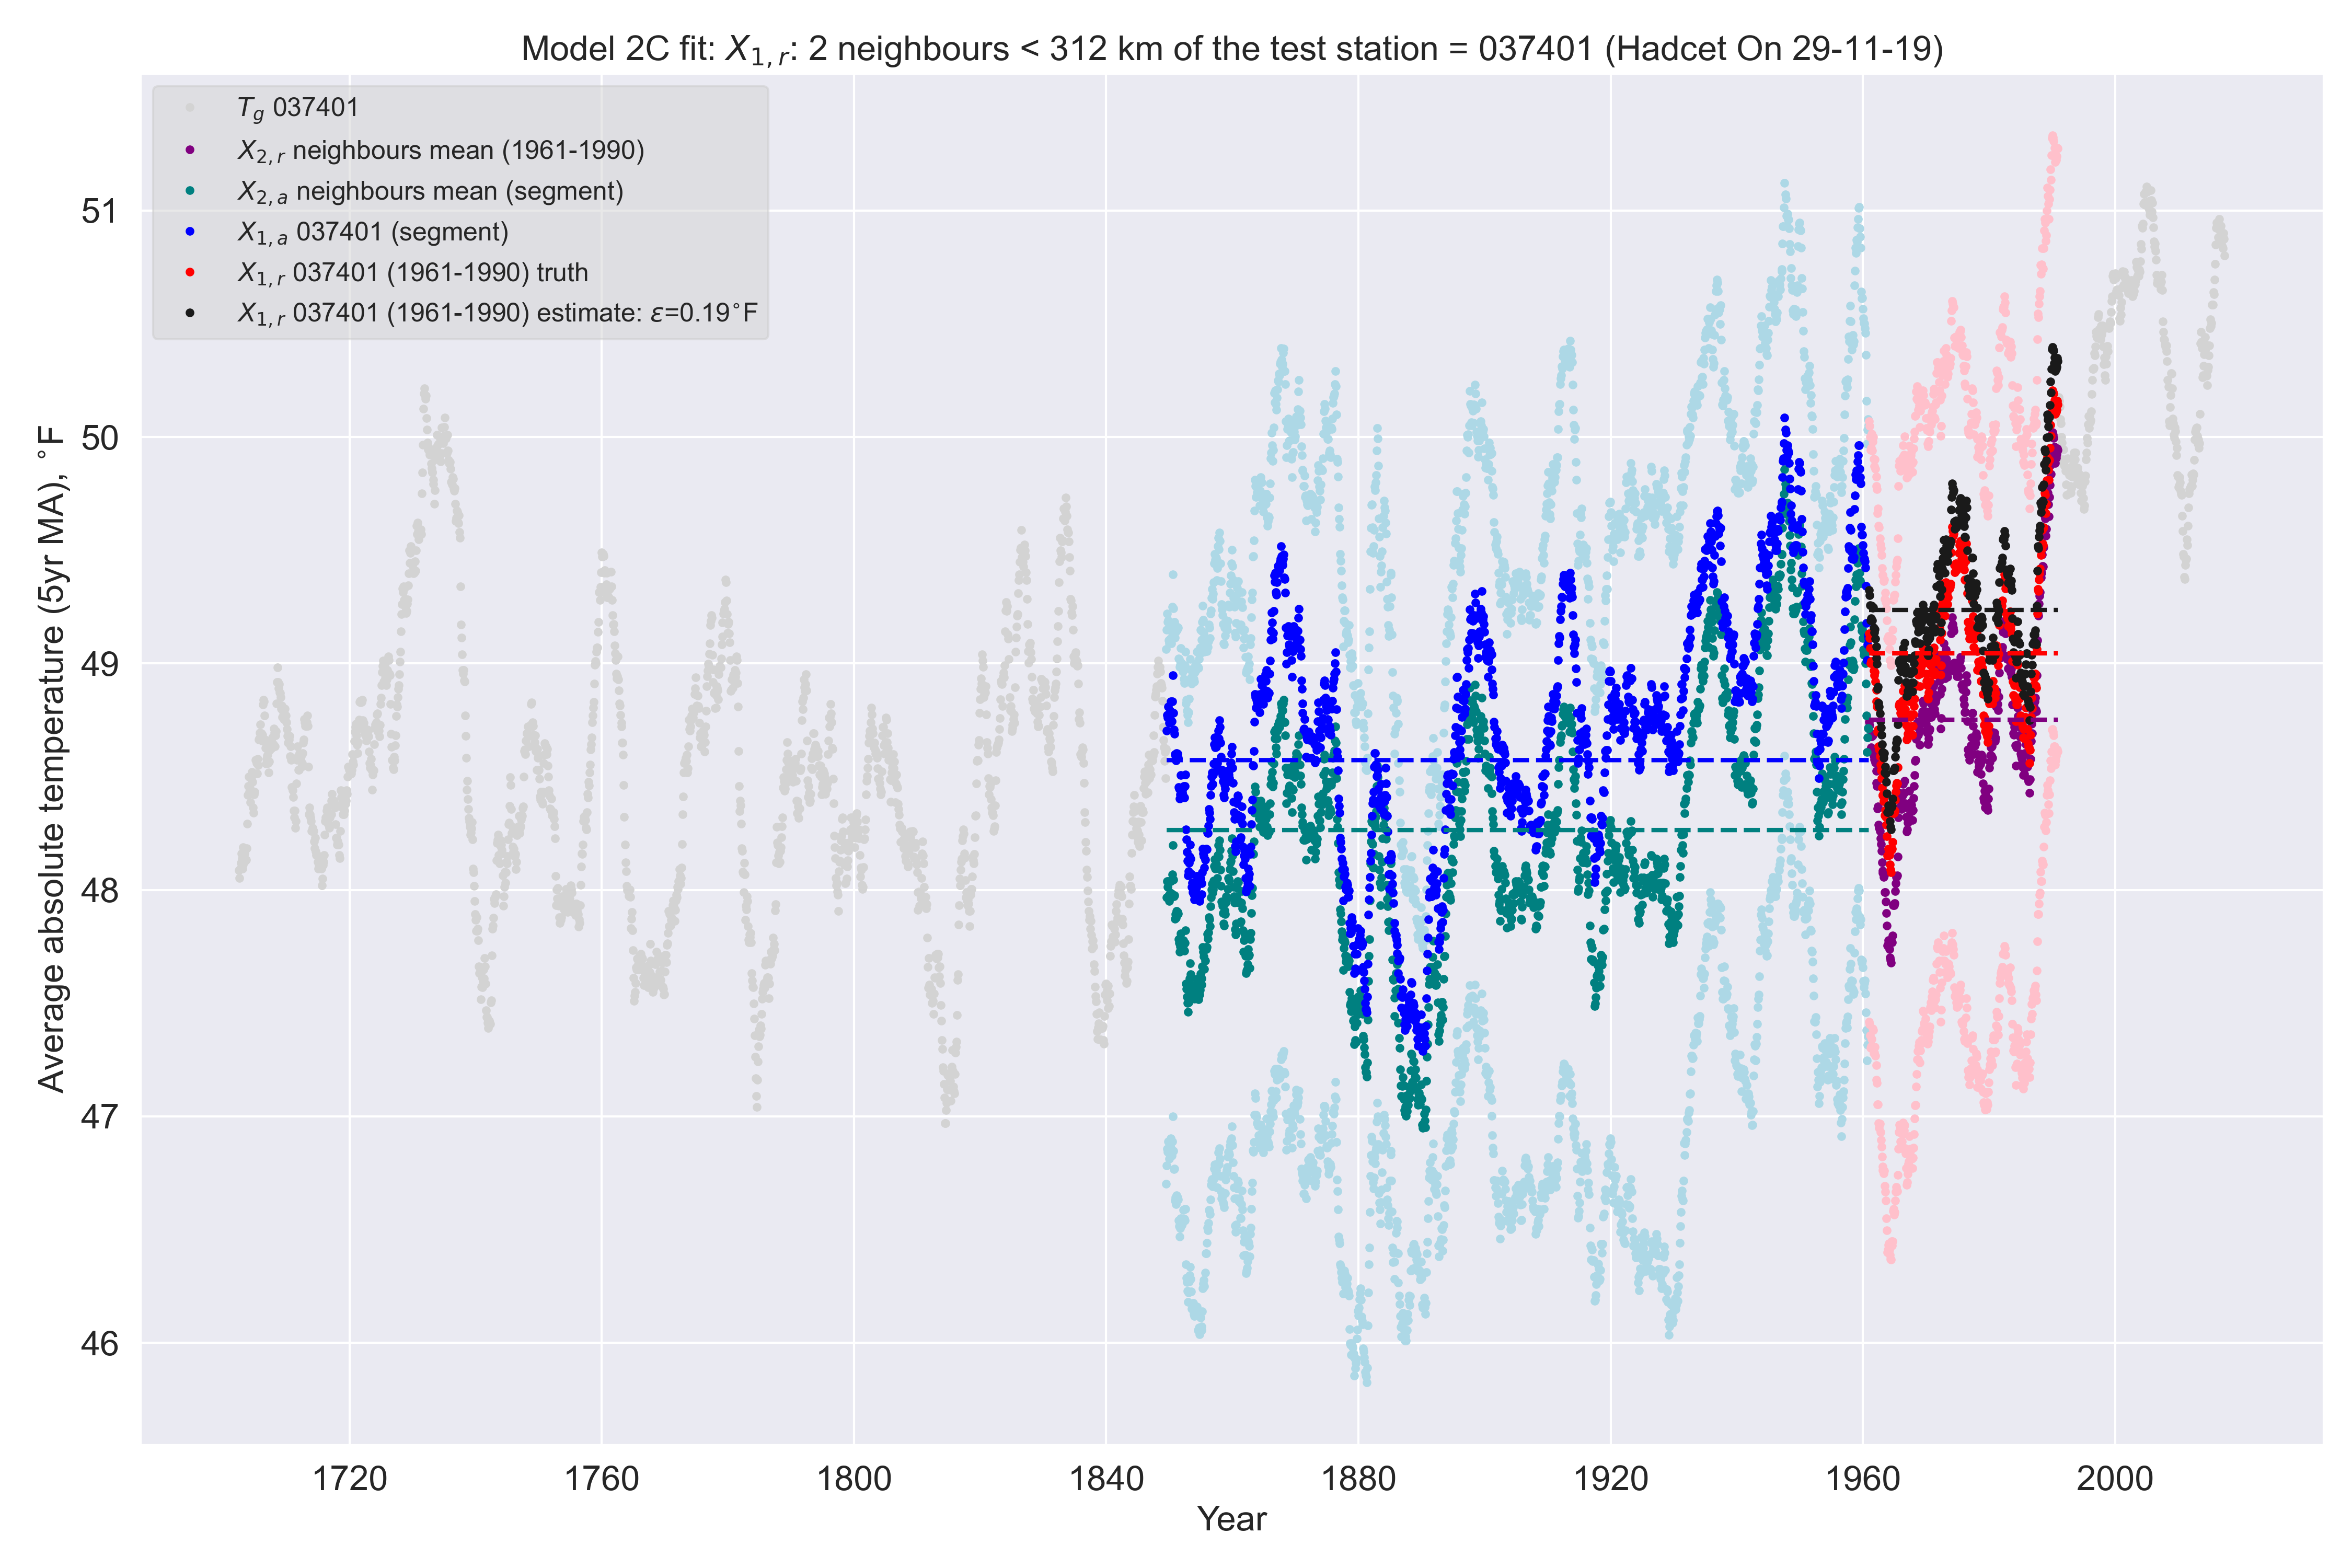 Model 2C fit: X₁,ᵣ: 2 neighbours < 312 km of the test station = 037401 (Hadcet On 29-11-19)
T_g 037401
X₂,ᵣ neighbours mean (1961-1990)
X₂,ₐ neighbours mean (segment)
X₁,ₐ 037401 (segment)
X₁,ᵣ 037401 (1961-1990) truth
X₁,ᵣ 037401 (1961-1990) estimate: ε=0.19°F
Average absolute temperature (5yr MA), °F
51
50
49
48
47
46
1720 1760 1800 1840 1880 1920 1960 2000
Year